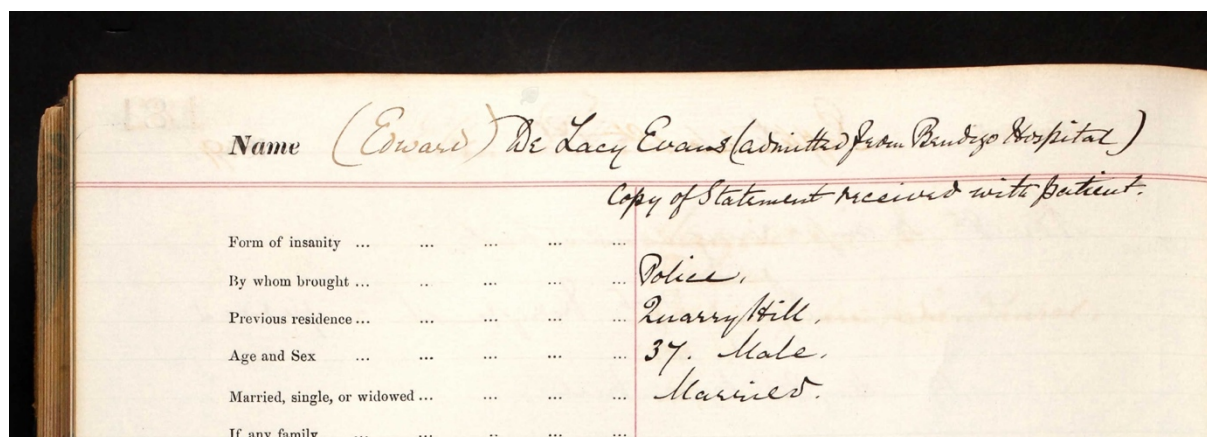 Name (Edward) De Lacy Evans (admitted from Bendigo Hospital)
Copy of Statement received with patient.
Form of insanity ... ... ... ... ...
By whom brought ... .. ... ... ... Police.
Previous residence ... ... ... ... ... Quarry Hill.
Age and Sex ... ... ... ... ... 37. Male.
Married, single, or widowed ... ... ... ... Married.
If any family ... ... .. ... ...